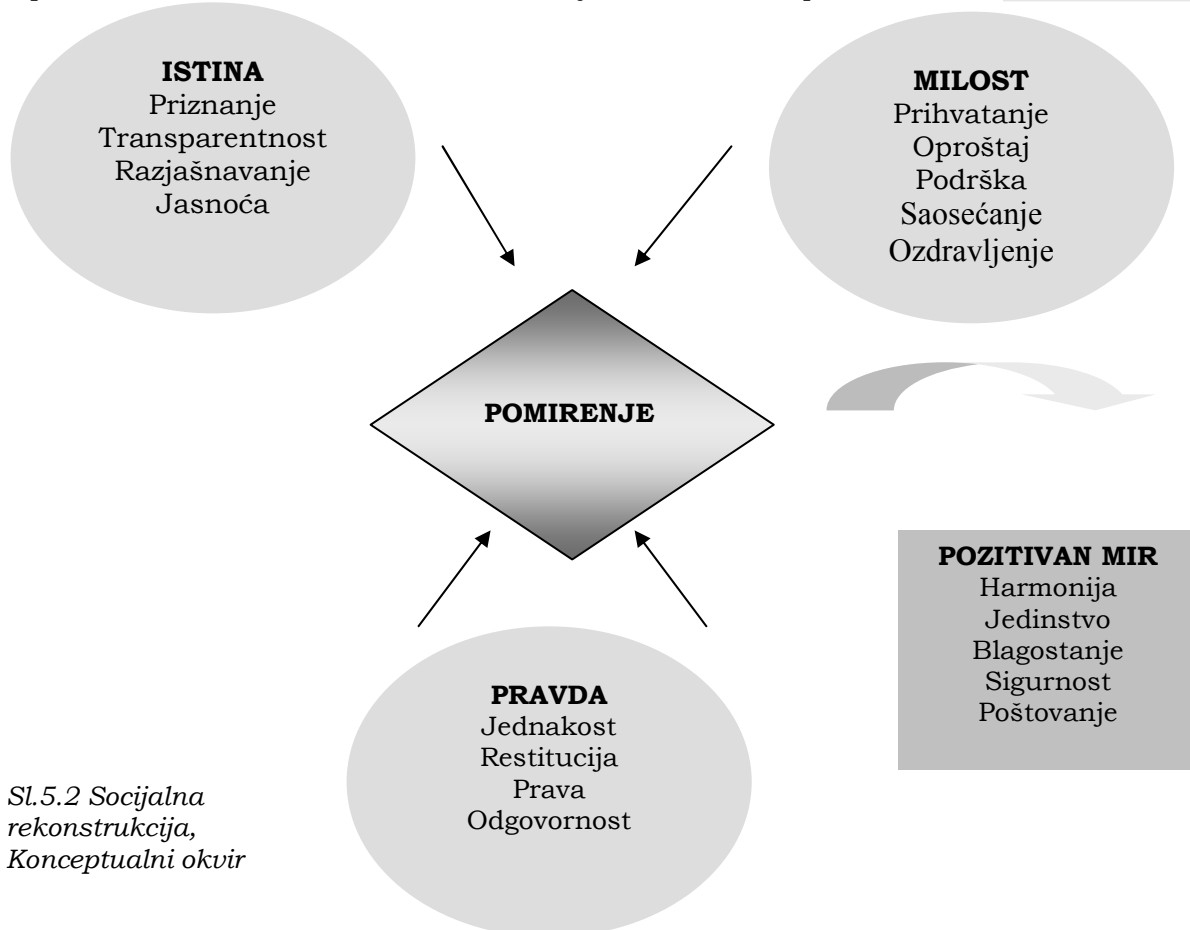 ISTINA
Priznanje
Transparentnost
Razjašnavanje
Jasnoća
MILOST
Prihvatanje
Oproštaj
Podrška
Saosećanje
Ozdravljenje
POMIRENJE
POZITIVAN MIR
Harmonija
Jedinstvo
Blagostanje
Sigurnost
Poštovanje
PRAVDA
Jednakost
Restitucija
Prava
Odgovornost
Sl.5.2 Socijalna
rekonstrukcija,
Konceptualni okvir